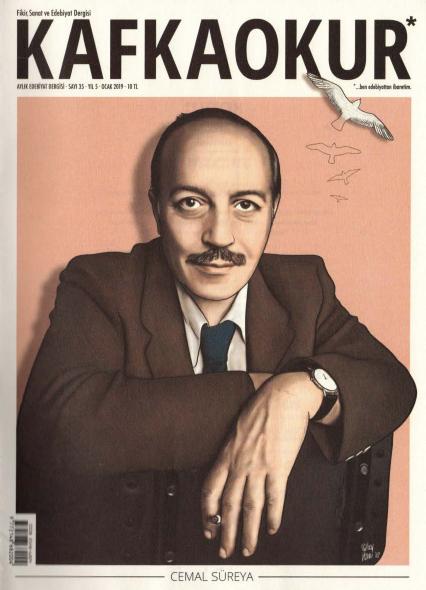 Fikir, Sanat ve Edebiyat Dergisi
KAFKAOKUR*
AYLIK EDEBİYAT DERGİSİ · SAYI 35 · YIL 5 · OCAK 2019 · 10 TL
*...ben edebiyattan ibaretim.
CEMAL SÜREYA